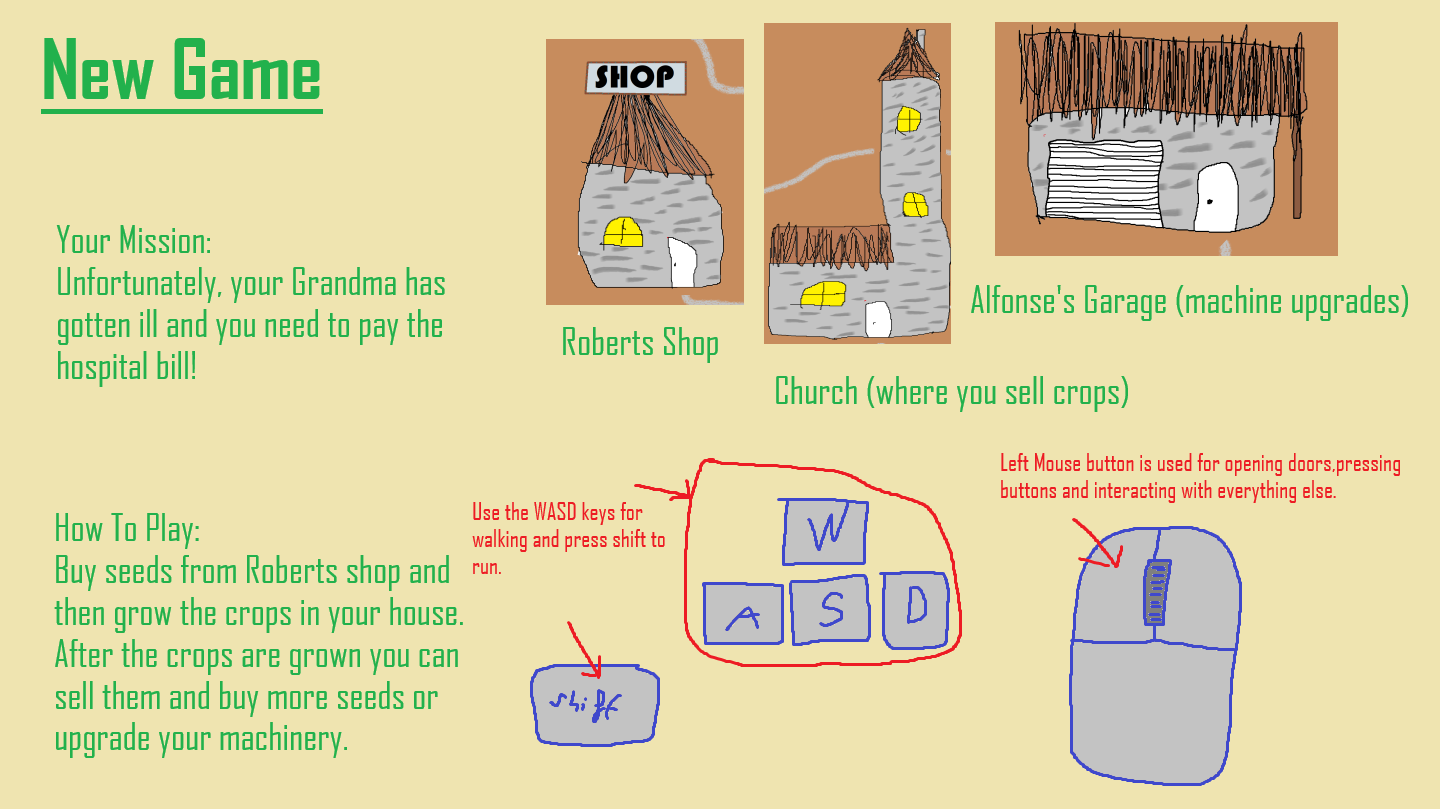 New Game
SHOP
Your Mission:
Unfortunately, your Grandma has
gotten ill and you need to pay the
hospital bill!
Roberts Shop
Church (where you sell crops)
Alfonse's Garage (machine upgrades)
How To Play:
Buy seeds from Roberts shop and
then grow the crops in your house.
After the crops are grown you can
sell them and buy more seeds or
upgrade your machinery.
Use the WASD keys for
walking and press shift to
run.
W
A S D
shift
Left Mouse button is used for opening doors,pressing
buttons and interacting with everything else.